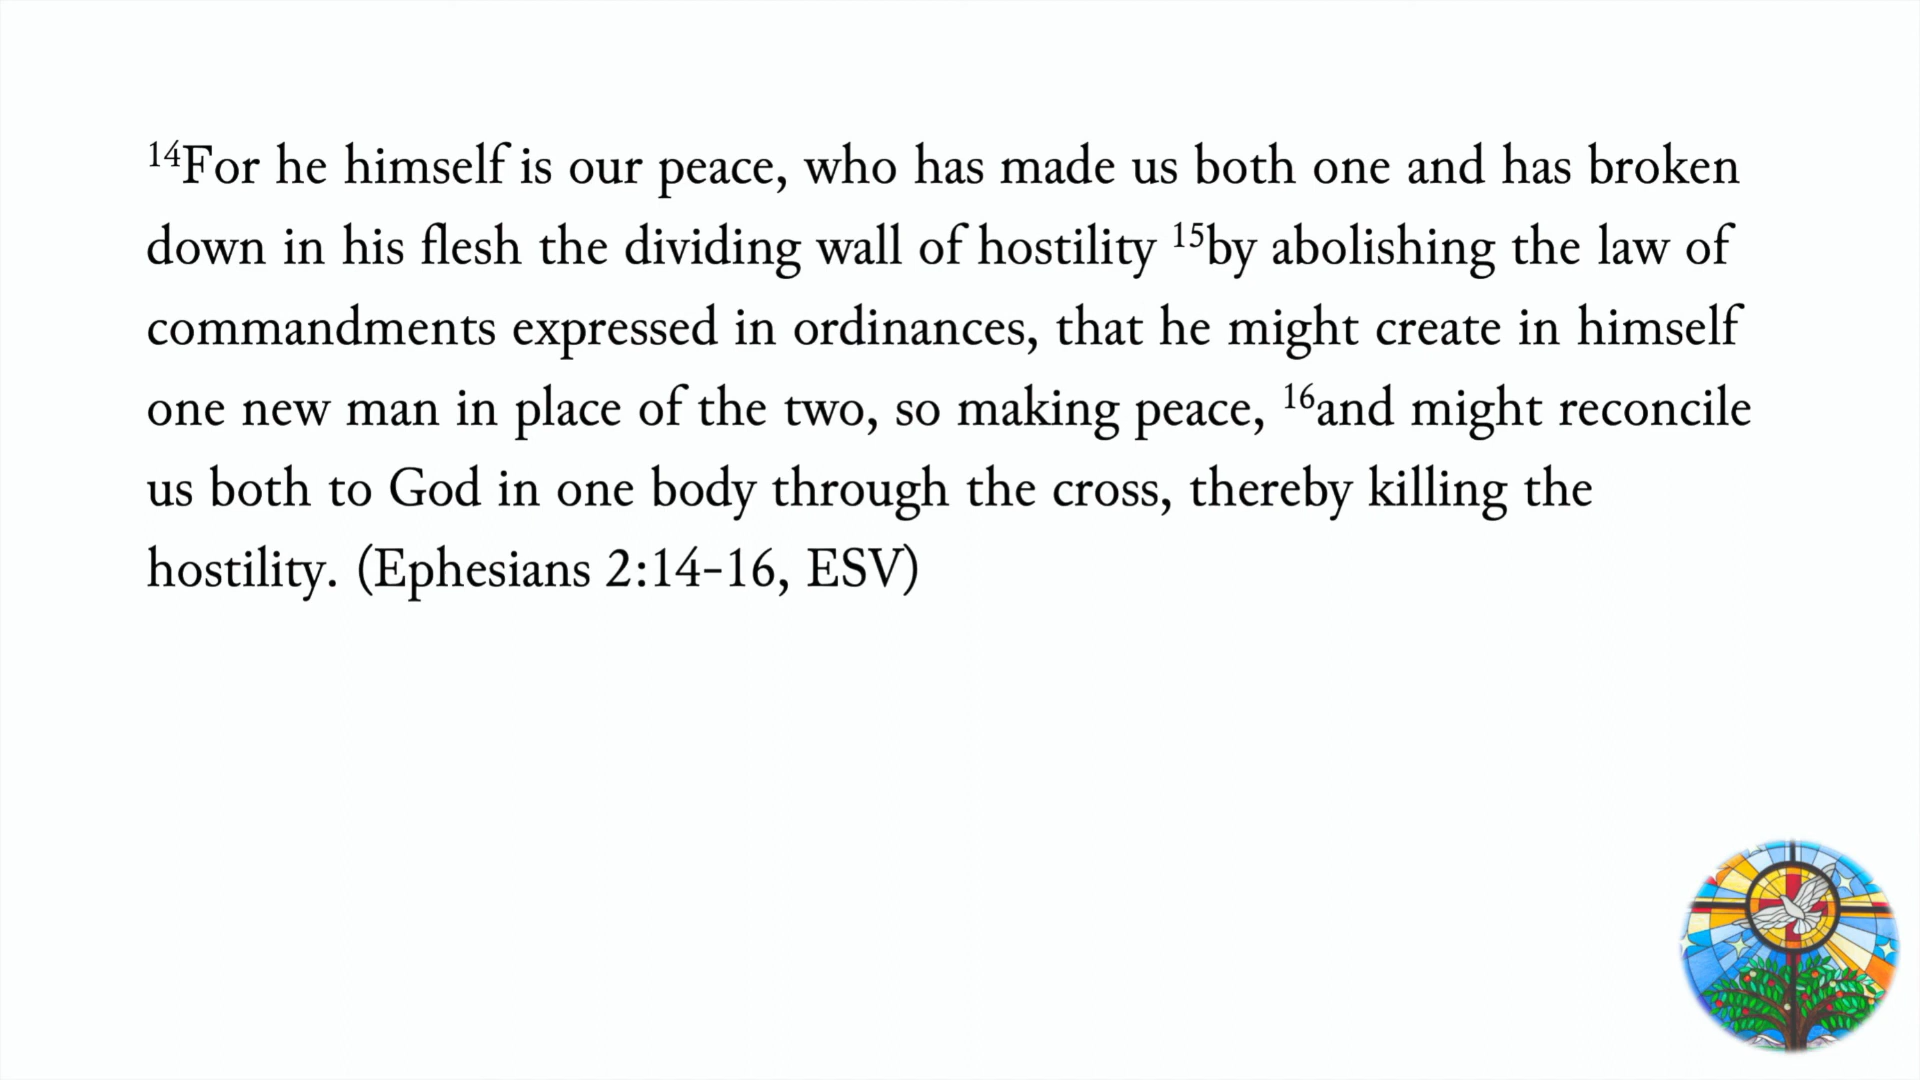 ¹⁴For he himself is our peace, who has made us both one and has broken
down in his flesh the dividing wall of hostility ¹⁵by abolishing the law of
commandments expressed in ordinances, that he might create in himself
one new man in place of the two, so making peace, ¹⁶and might reconcile
us both to God in one body through the cross, thereby killing the
hostility. (Ephesians 2:14–16, ESV)